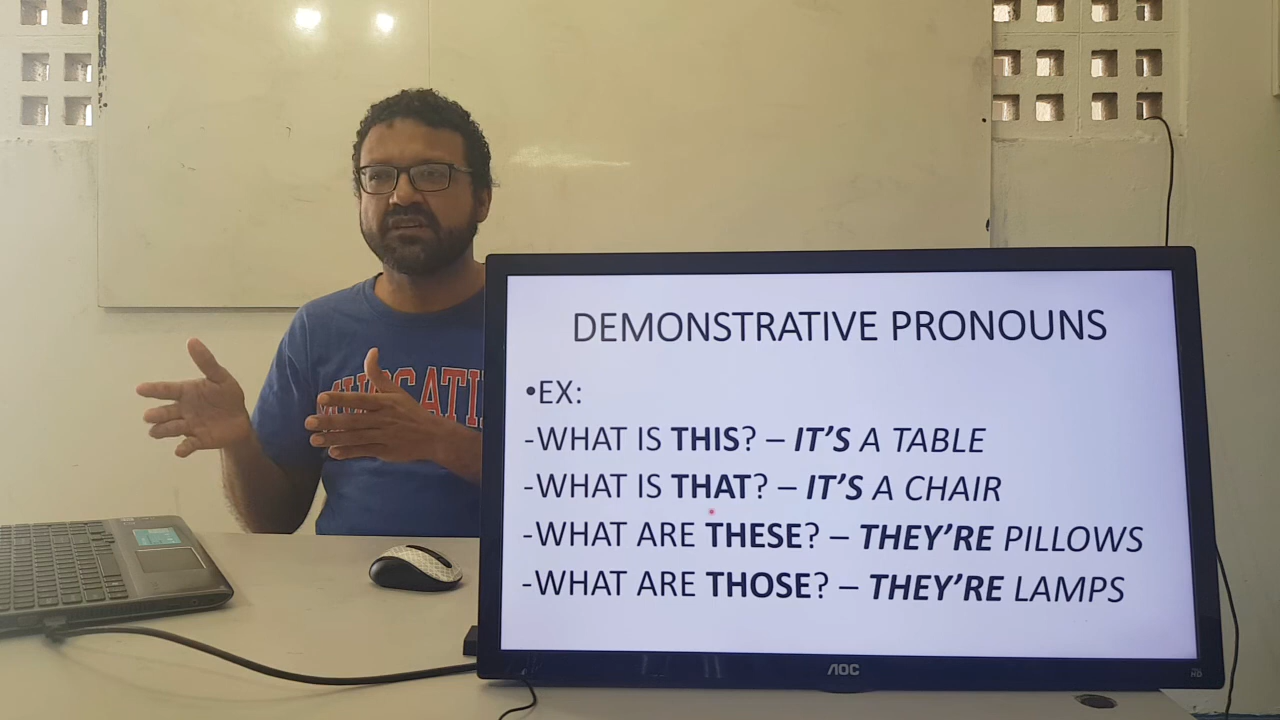 DEMONSTRATIVE PRONOUNS
•EX:
-WHAT IS THIS? – IT'S A TABLE
-WHAT IS THAT? – IT'S A CHAIR
-WHAT ARE THESE? – THEY'RE PILLOWS
-WHAT ARE THOSE? – THEY'RE LAMPS
AOC
HD